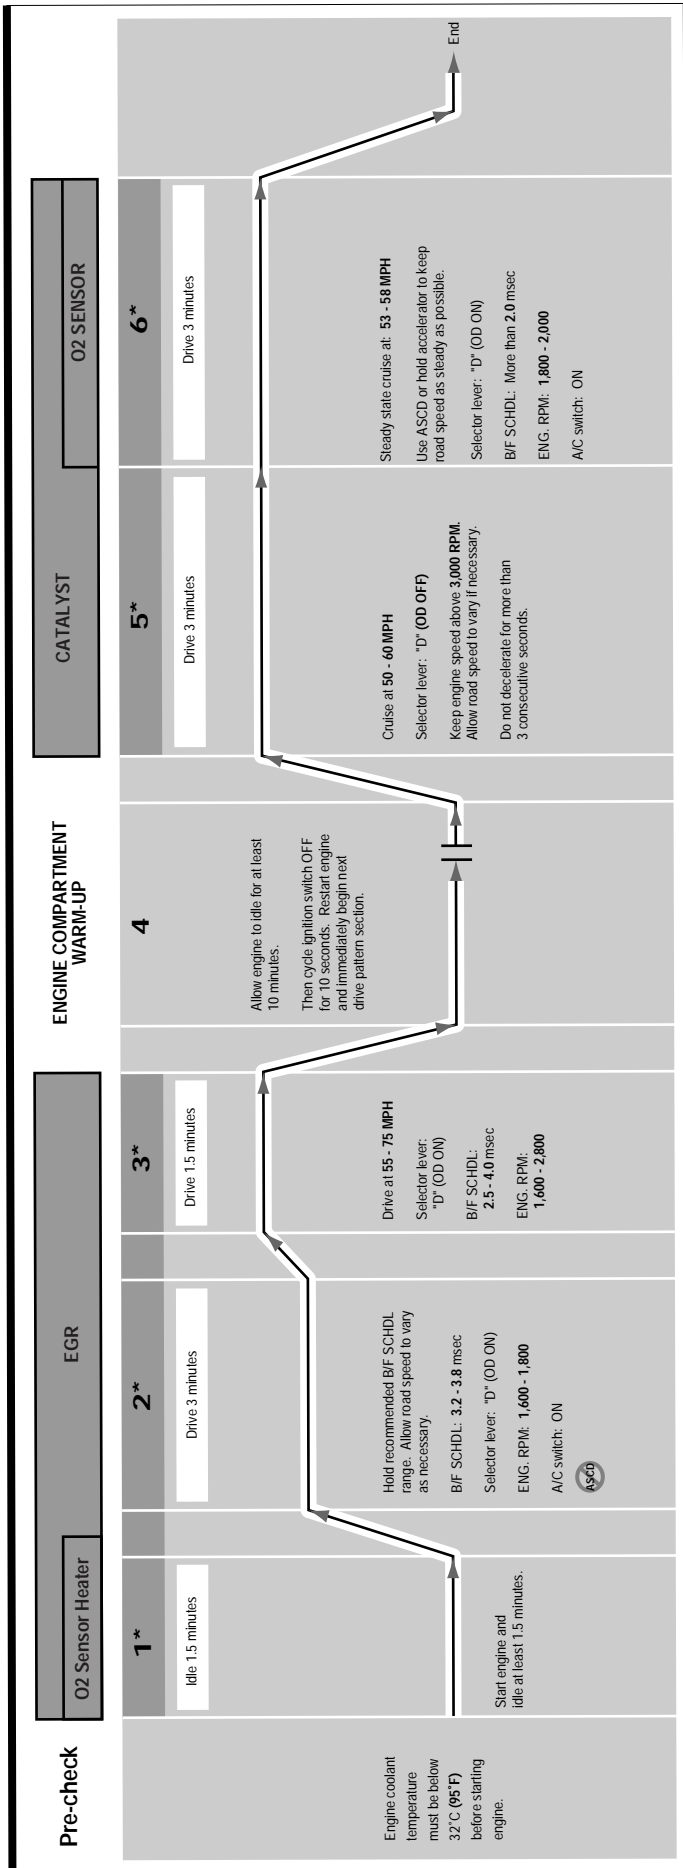 Pre-check
O2 Sensor Heater
EGR
ENGINE COMPARTMENT
WARM-UP
CATALYST
O2 SENSOR
1*
2*
3*
4
5*
6*
Idle 1.5 minutes
Drive 3 minutes
Drive 1.5 minutes
Drive 3 minutes
Drive 3 minutes
Engine coolant
temperature
must be below
32˚C (95˚F)
before starting
engine.
Start engine and
idle at least 1.5 minutes.
Hold recommended B/F SCHDL
range. Allow road speed to vary
as necessary.
B/F SCHDL: 3.2 - 3.8 msec
Selector lever: "D" (OD ON)
ENG. RPM: 1,600 - 1,800
A/C switch: ON
ASCD
Drive at 55 - 75 MPH
Selector lever:
"D" (OD ON)
B/F SCHDL:
2.5 - 4.0 msec
ENG. RPM:
1,600 - 2,800
Allow engine to idle for at least
10 minutes.
Then cycle ignition switch OFF
for 10 seconds. Restart engine
and immediately begin next
drive pattern section.
Cruise at 50 - 60 MPH
Selector lever: "D" (OD OFF)
Keep engine speed above 3,000 RPM.
Allow road speed to vary if necessary.
Do not decelerate for more than
3 consecutive seconds.
Steady state cruise at: 53 - 58 MPH
Use ASCD or hold accelerator to keep
road speed as steady as possible.
Selector lever: "D" (OD ON)
B/F SCHDL: More than 2.0 msec
ENG. RPM: 1,800 - 2,000
A/C switch: ON
End